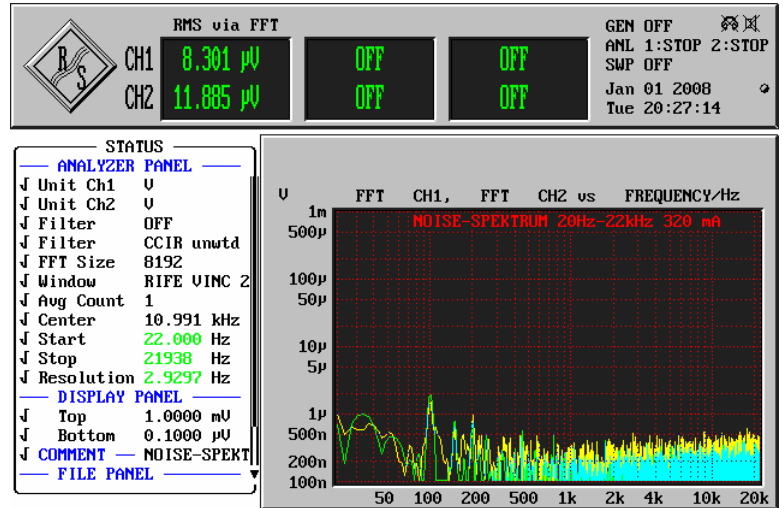 RMS via FFT
R&S
CH1 8.301 µV OFF OFF
CH2 11.885 µV OFF OFF
GEN OFF
ANL 1:STOP 2:STOP
SWP OFF
Jan 01 2008
Tue 20:27:14
STATUS
ANALYZER PANEL
√ Unit Ch1 V
√ Unit Ch2 V
√ Filter OFF
√ Filter CCIR unwtd
√ FFT Size 8192
√ Window RIFE VINC 2
√ Avg Count 1
√ Center 10.991 kHz
√ Start 22.000 Hz
√ Stop 21938 Hz
√ Resolution 2.9297 Hz
DISPLAY PANEL
√ Top 1.0000 mV
√ Bottom 0.1000 µV
√ COMMENT — NOISE-SPEKT
FILE PANEL
V FFT CH1, FFT CH2 vs FREQUENCY/Hz
NOISE-SPEKTRUM 20Hz-22kHz 320 mA
1m
500µ
100µ
50µ
10µ
5µ
1µ
500n
200n
100n
50 100 200 500 1k 2k 4k 10k 20k